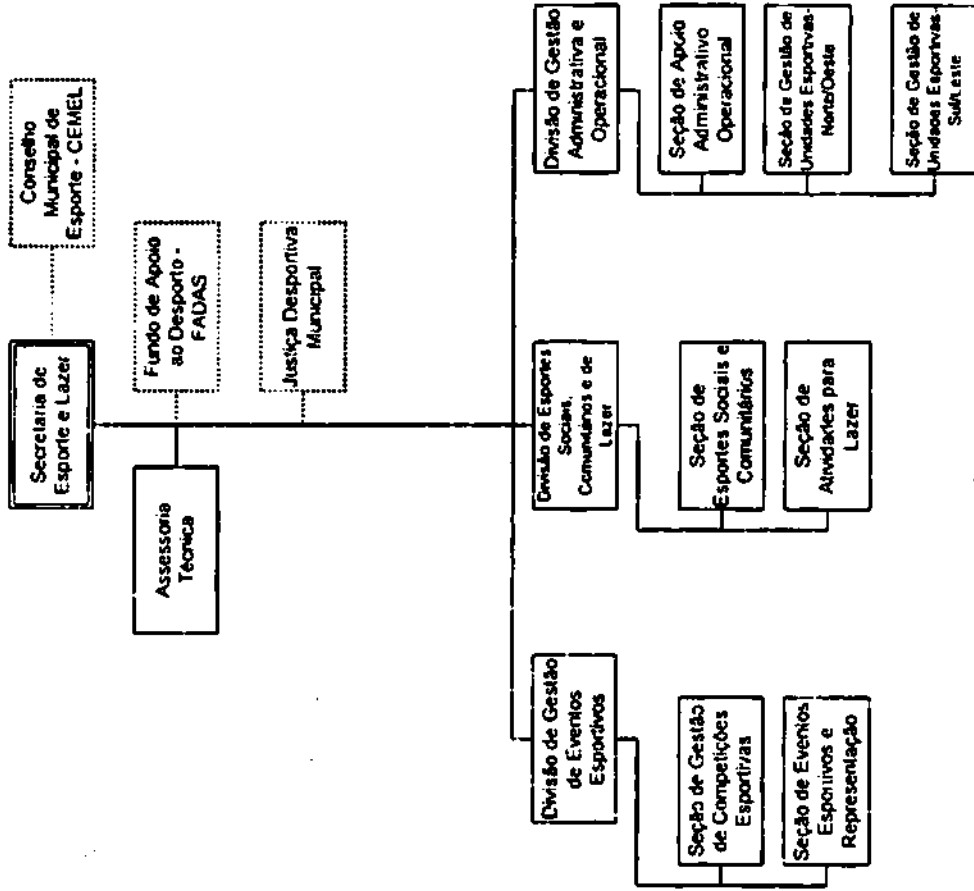 Conselho
Municipal de
Esporte - CEMEL
Secretaria de
Esporte e Lazer
Fundo de Apoio
ao Desporto -
FADAS
Assessoria
Técnica
Justiça Desportiva
Municipal
Divisão de Gestão
de Eventos
Esportivos
Seção de Gestão
de Competições
Esportivas
Seção de Eventos
Esportivos e
Representação
Divisão de Esportes
Sociais,
Comunitários e de
Lazer
Seção de
Esportes Sociais e
Comunitários
Seção de
Atividades para
Lazer
Divisão de Gestão
Administrativa e
Operacional
Seção de Apoio
Administrativo
Operacional
Seção de Gestão de
Unidades Esportivas-
Norte/Oeste
Seção de Gestão de
Unidades Esportivas-
Sul/Leste